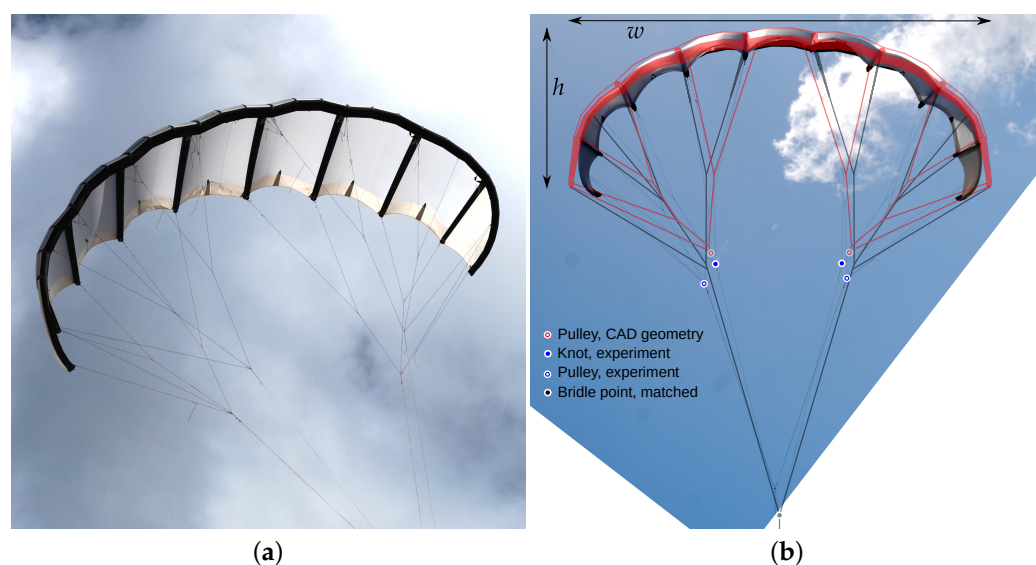 w
h
Pulley, CAD geometry
Knot, experiment
Pulley, experiment
Bridle point, matched
(a)
(b)